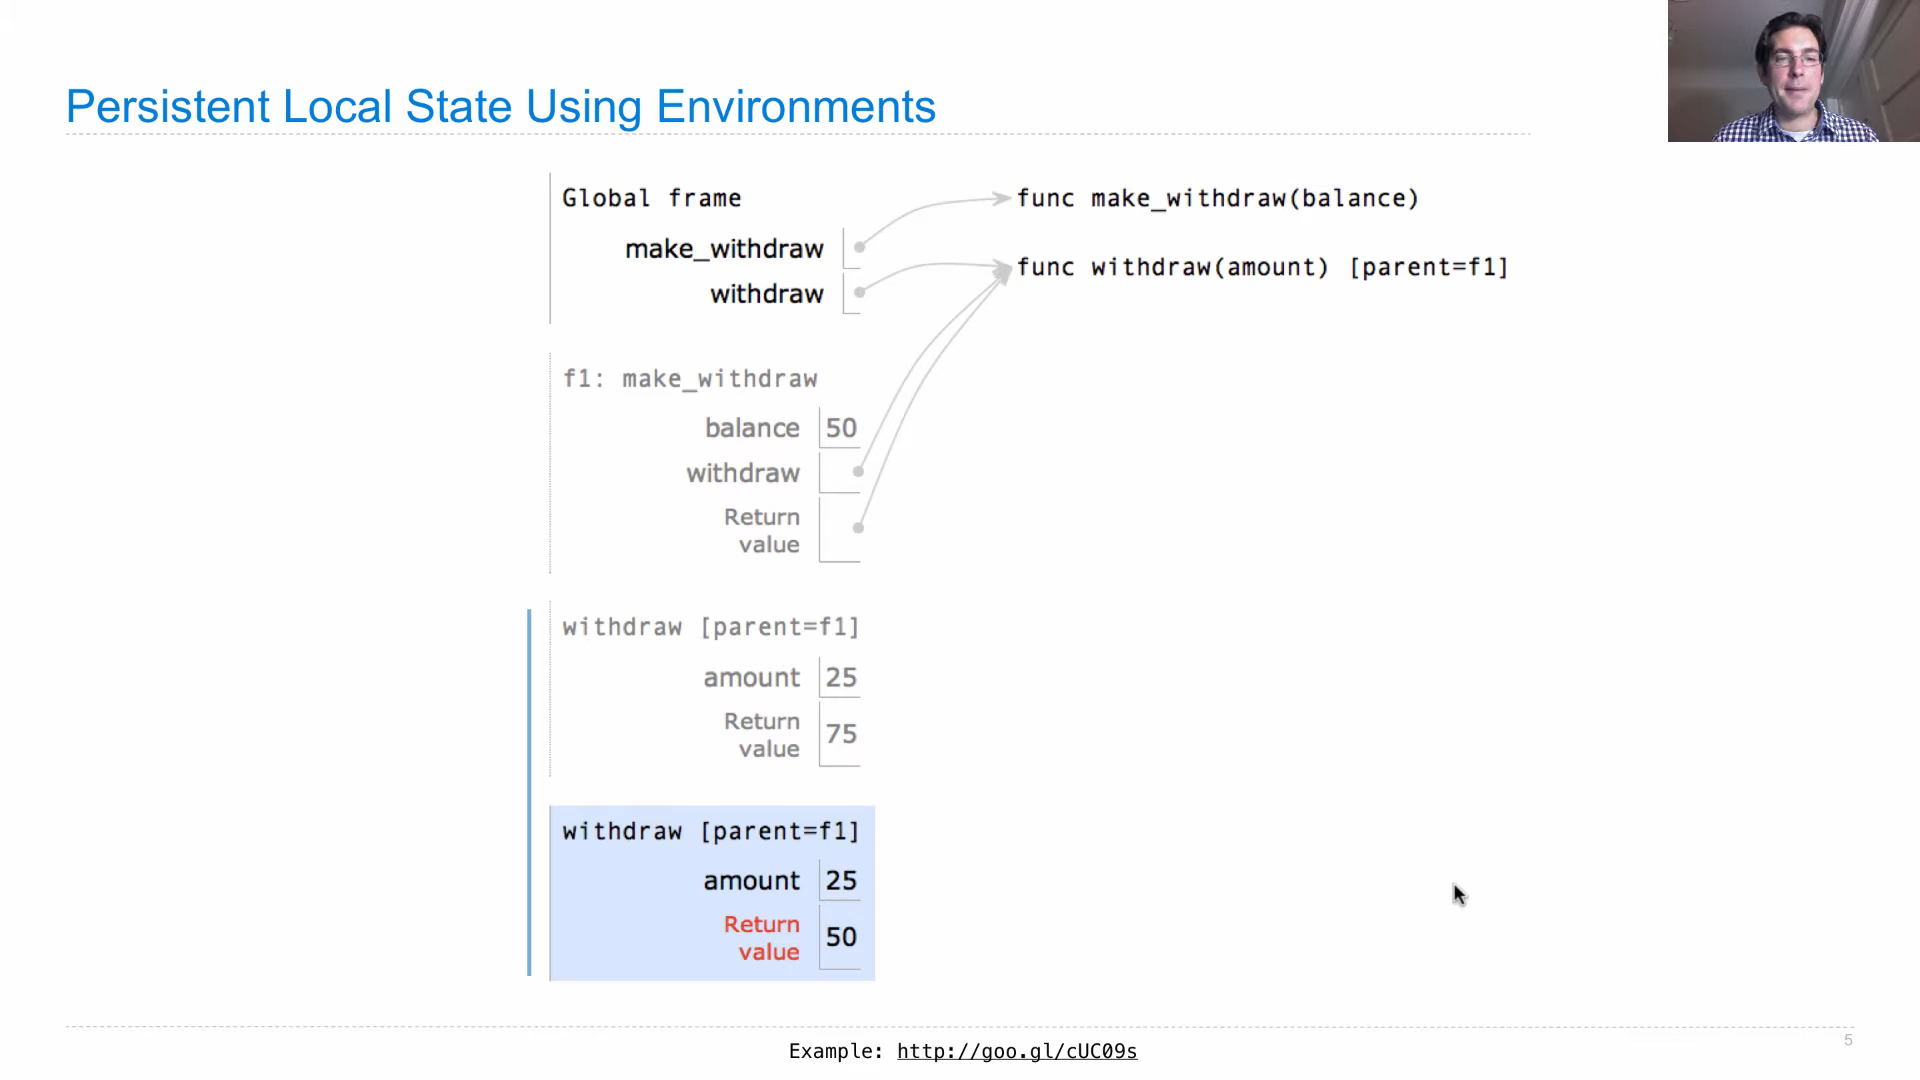 Persistent Local State Using Environments
Global frame
make_withdraw
withdraw
func make_withdraw(balance)
func withdraw(amount) [parent=f1]
f1: make_withdraw
balance 50
withdraw
Return
value
withdraw [parent=f1]
amount 25
Return
value 75
withdraw [parent=f1]
amount 25
Return
value 50
Example: http://goo.gl/cUC09s
5